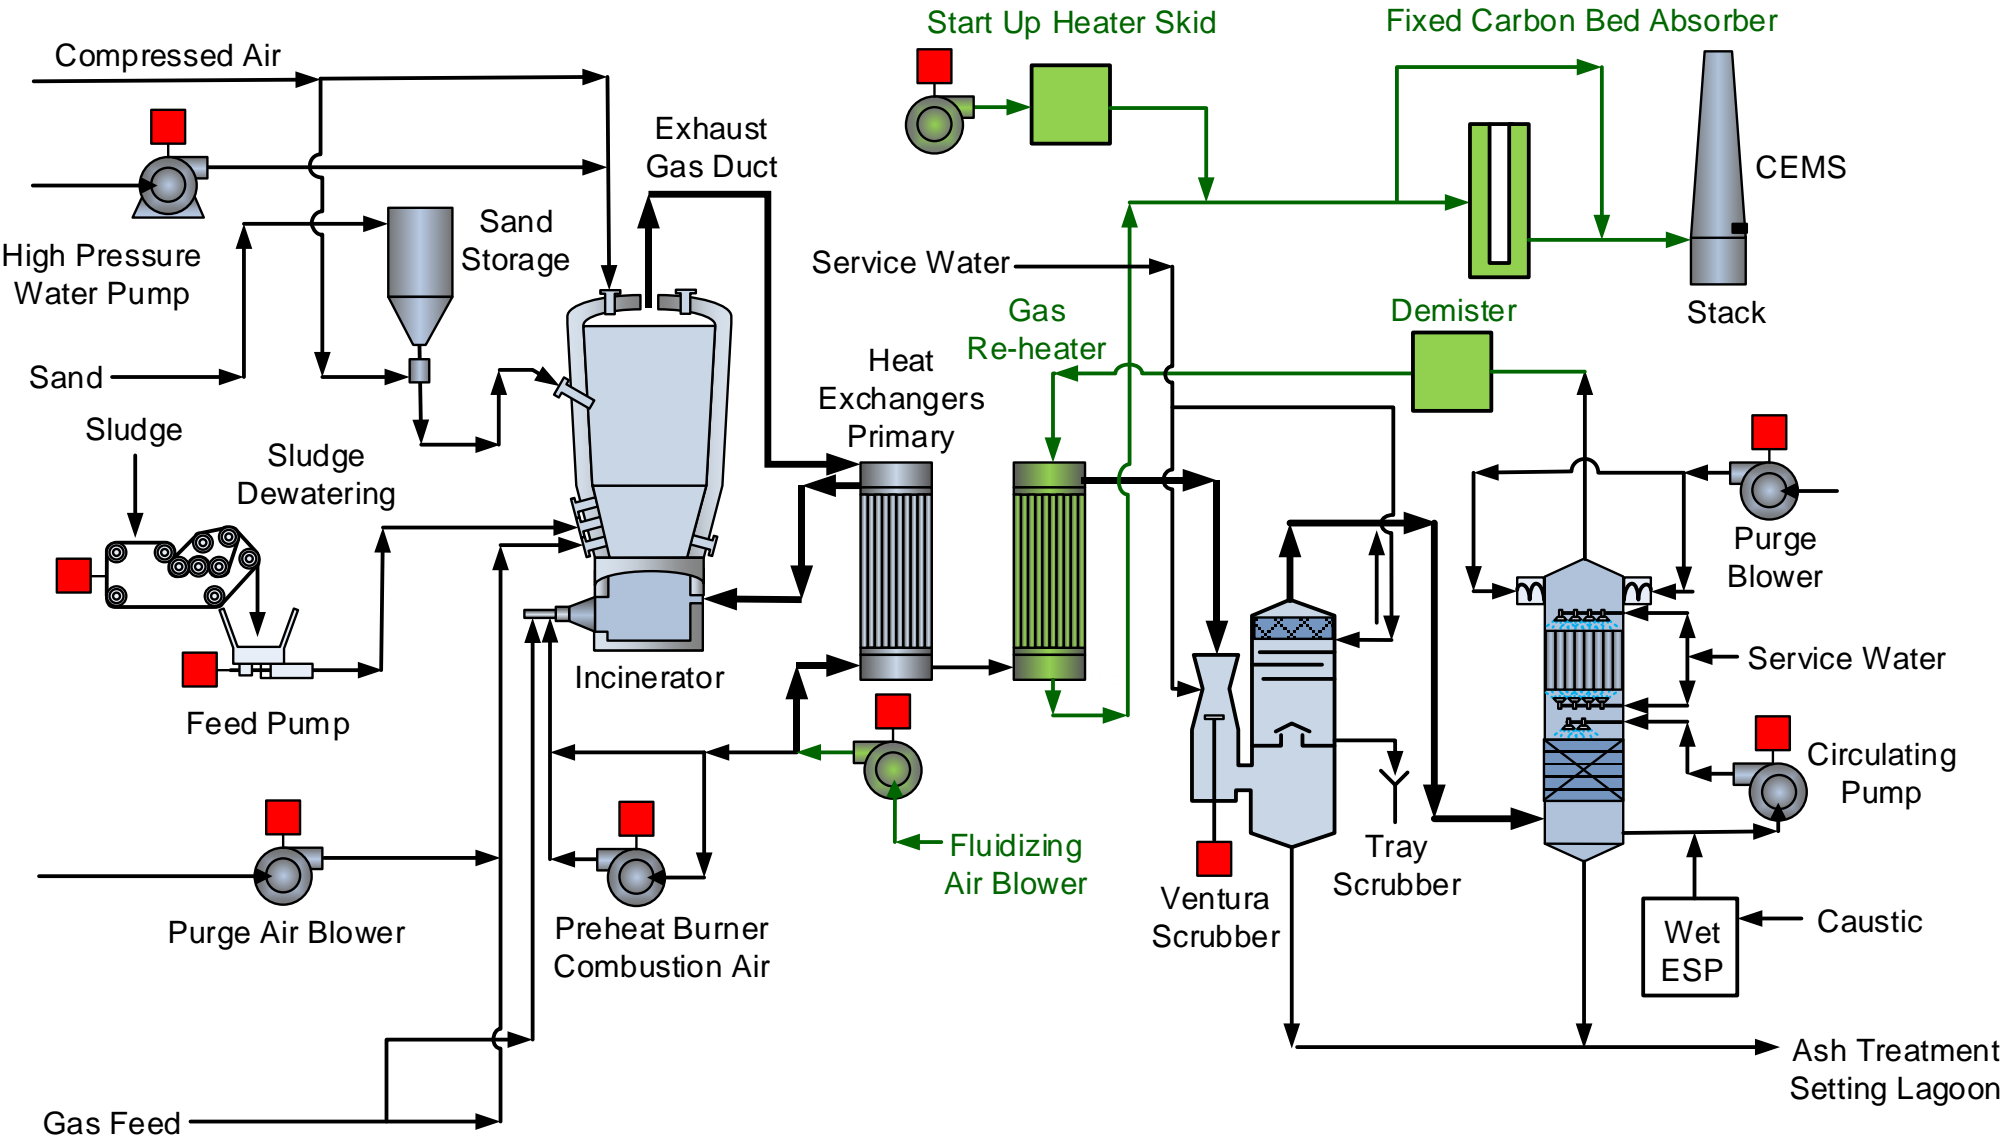 Start Up Heater Skid
Fixed Carbon Bed Absorber
Compressed Air
Exhaust
Gas Duct
CEMS
High Pressure
Water Pump
Sand
Storage
Service Water
Stack
Gas
Re-heater
Demister
Sand
Heat
Exchangers
Primary
Sludge
Sludge
Dewatering
Purge
Blower
Service Water
Incinerator
Feed Pump
Circulating
Pump
Fluidizing
Air Blower
Tray
Scrubber
Ventura
Scrubber
Purge Air Blower
Preheat Burner
Combustion Air
Wet
ESP
Caustic
Ash Treatment
Setting Lagoon
Gas Feed